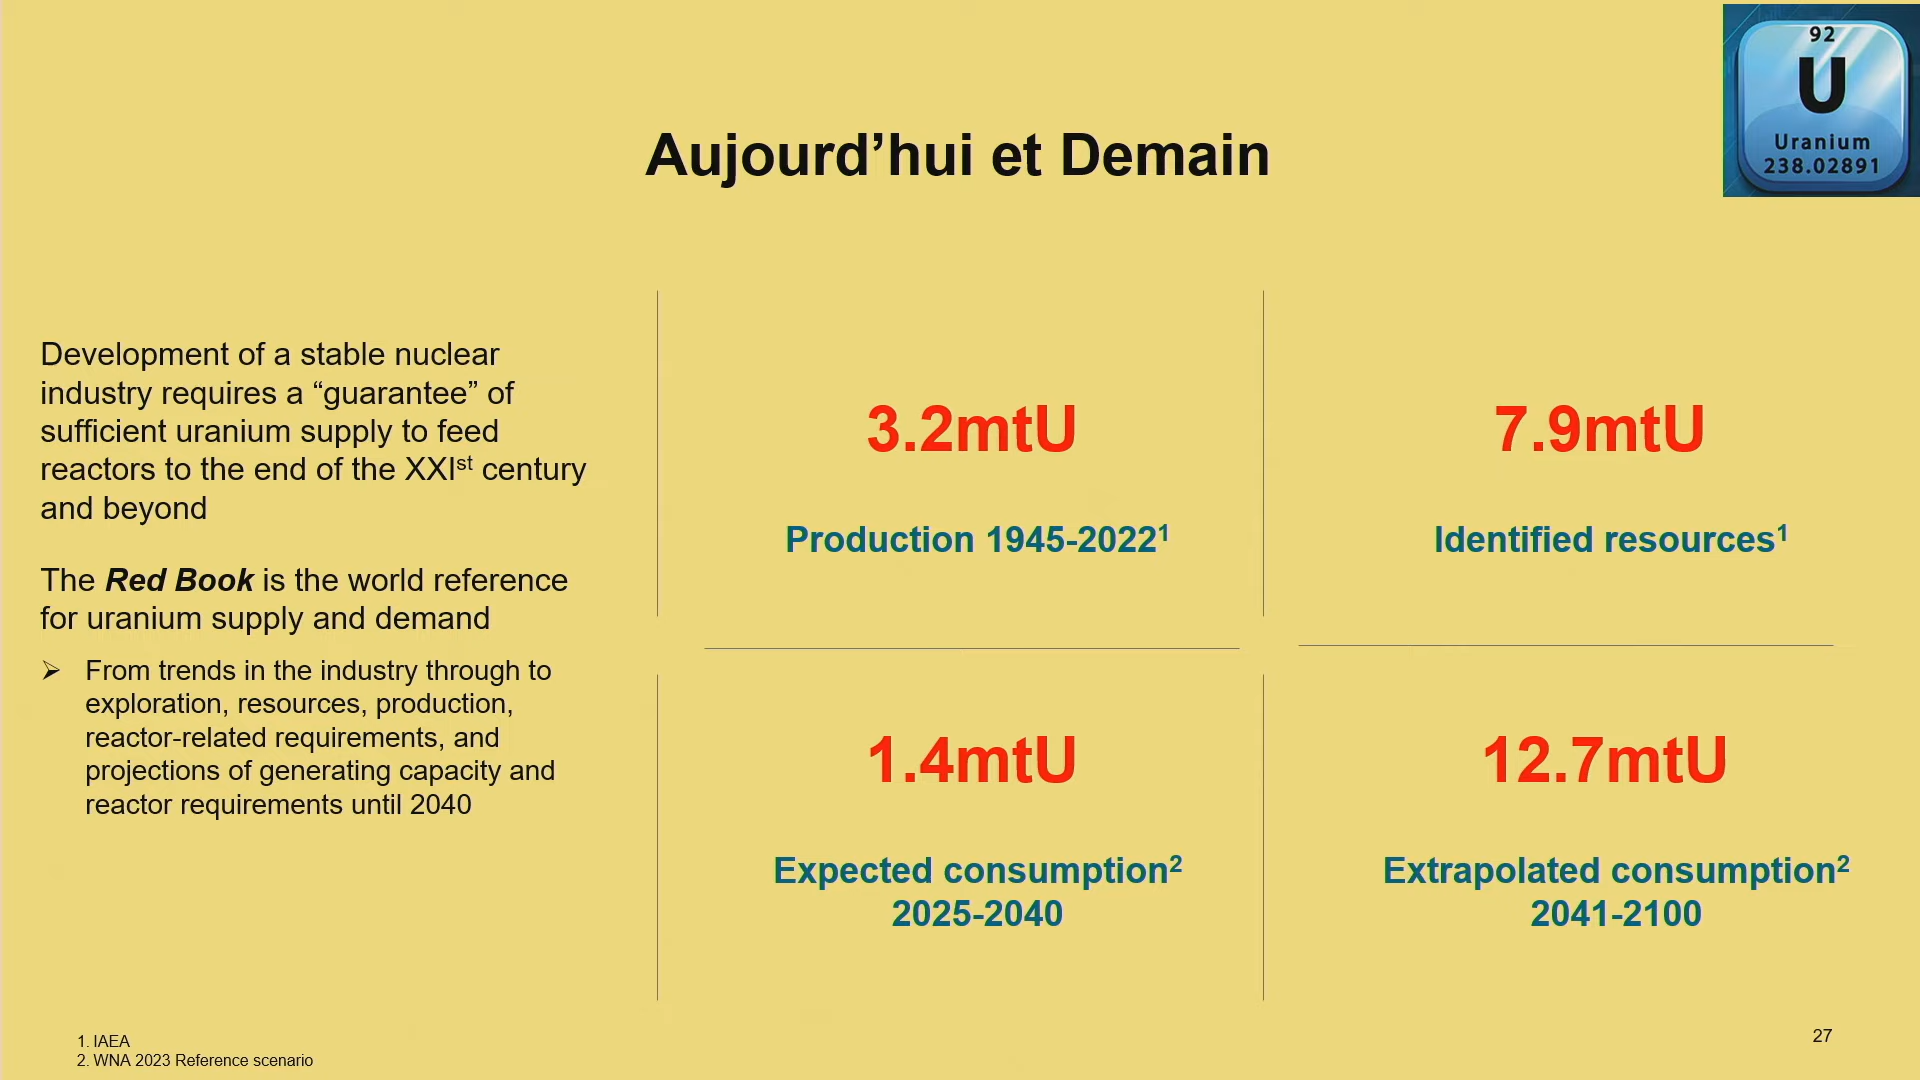 92
U
Uranium
238.02891
Aujourd’hui et Demain
Development of a stable nuclear
industry requires a “guarantee” of
sufficient uranium supply to feed
reactors to the end of the XXIst century
and beyond
The Red Book is the world reference
for uranium supply and demand
➢ From trends in the industry through to
exploration, resources, production,
reactor-related requirements, and
projections of generating capacity and
reactor requirements until 2040
3.2mtU
Production 1945-2022¹
7.9mtU
Identified resources¹
1.4mtU
Expected consumption²
2025-2040
12.7mtU
Extrapolated consumption²
2041-2100
1. IAEA
2. WNA 2023 Reference scenario
27